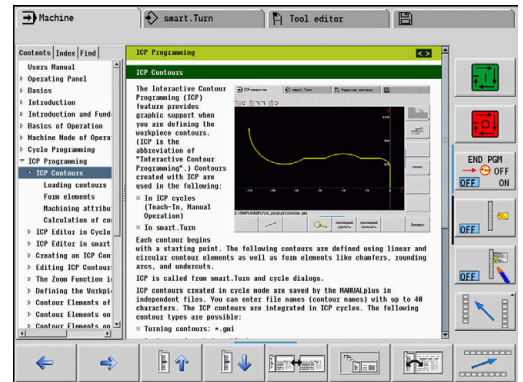 Machine
smart.Turn
Tool editor
Contents Index Find
Users Manual
Operating Panel
Basics
Introduction
Introduction and Fund
Basics of Operation
Machine Mode of Opera
Cycle Programming
ICP Programming
ICP Contours
Loading contours
Form elements
Machining attribu
Calculation of co
ICP Editor in Cycle
ICP Editor in smart
Creating an ICP Con
Editing ICP Contour
The Zoom Function i
Defining the Workpi
Contour Elements of
Contour Elements on
Contour Elements on
ICP Programming
ICP Contours
The Interactive Contour
Programming (ICP)
feature provides
graphic support when
you are defining the
workpiece contours.
(ICP is the
abbreviation of
"Interactive Contour
Programming".) Contours
created with ICP are
used in the following:
In ICP cycles
(Teach-In, Manual
Operation)
In smart.Turn
Each contour begins
with a starting point. The following contours are defined using linear and
circular contour elements as well as form elements like chamfers, rounding
arcs, and undercuts.
ICP is called from smart.Turn and cycle dialogs.
ICP contours created in cycle mode are saved by the MANUALplus in
independent files. You can enter file names (contour names) with up to 40
characters. The ICP contours are integrated in ICP cycles. The following
contour types are possible:
Turning contours: *.gmi
END PGM
OFF
OFF ON
OFF
OFF